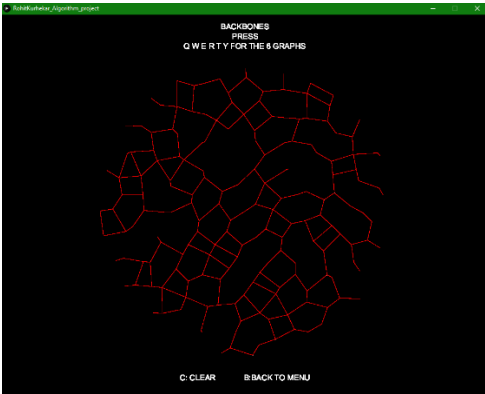 RohitKurhekar_Algorithm_project
BACKBONES
PRESS
Q W E R T Y FOR THE 6 GRAPHS
C: CLEAR B:BACK TO MENU